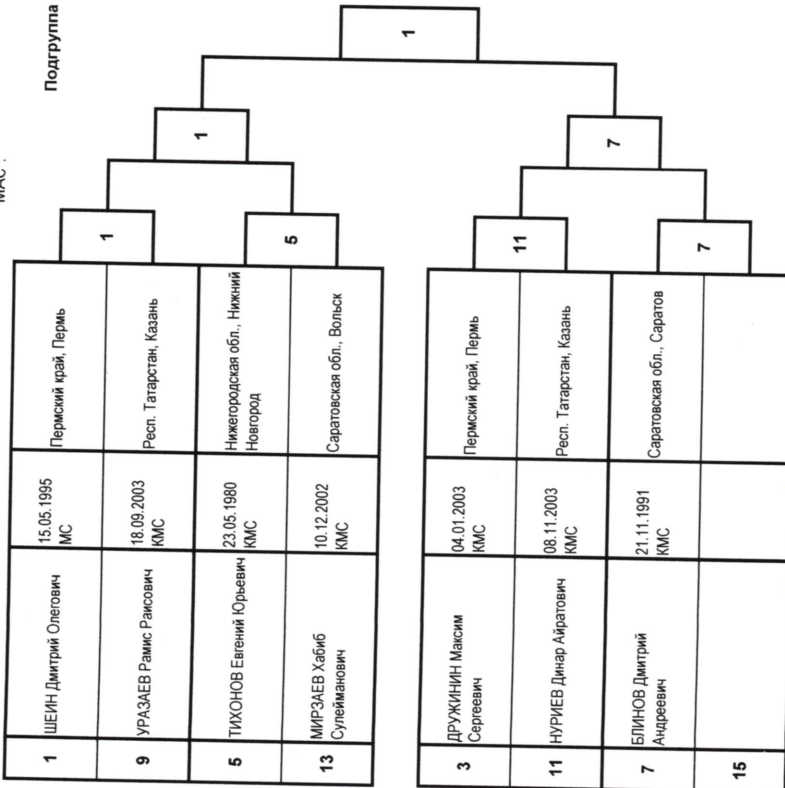 Подгруппа
1
ШЕИН Дмитрий Олегович
15.05.1995
МС
Пермский край, Пермь
9
УРАЗАЕВ Рамис Раисович
18.09.2003
КМС
Респ. Татарстан, Казань
5
ТИХОНОВ Евгений Юрьевич
23.05.1980
КМС
Нижегородская обл., Нижний
Новгород
13
МИРЗАЕВ Хабиб
Сулейманович
10.12.2002
КМС
Саратовская обл., Вольск
1
5
1
3
ДРУЖИНИН Максим
Сергеевич
04.01.2003
КМС
Пермский край, Пермь
11
НУРИЕВ Динар Айратович
08.11.2003
КМС
Респ. Татарстан, Казань
7
БЛИНОВ Дмитрий
Андреевич
21.11.1991
КМС
Саратовская обл., Саратов
15
11
7
7
1